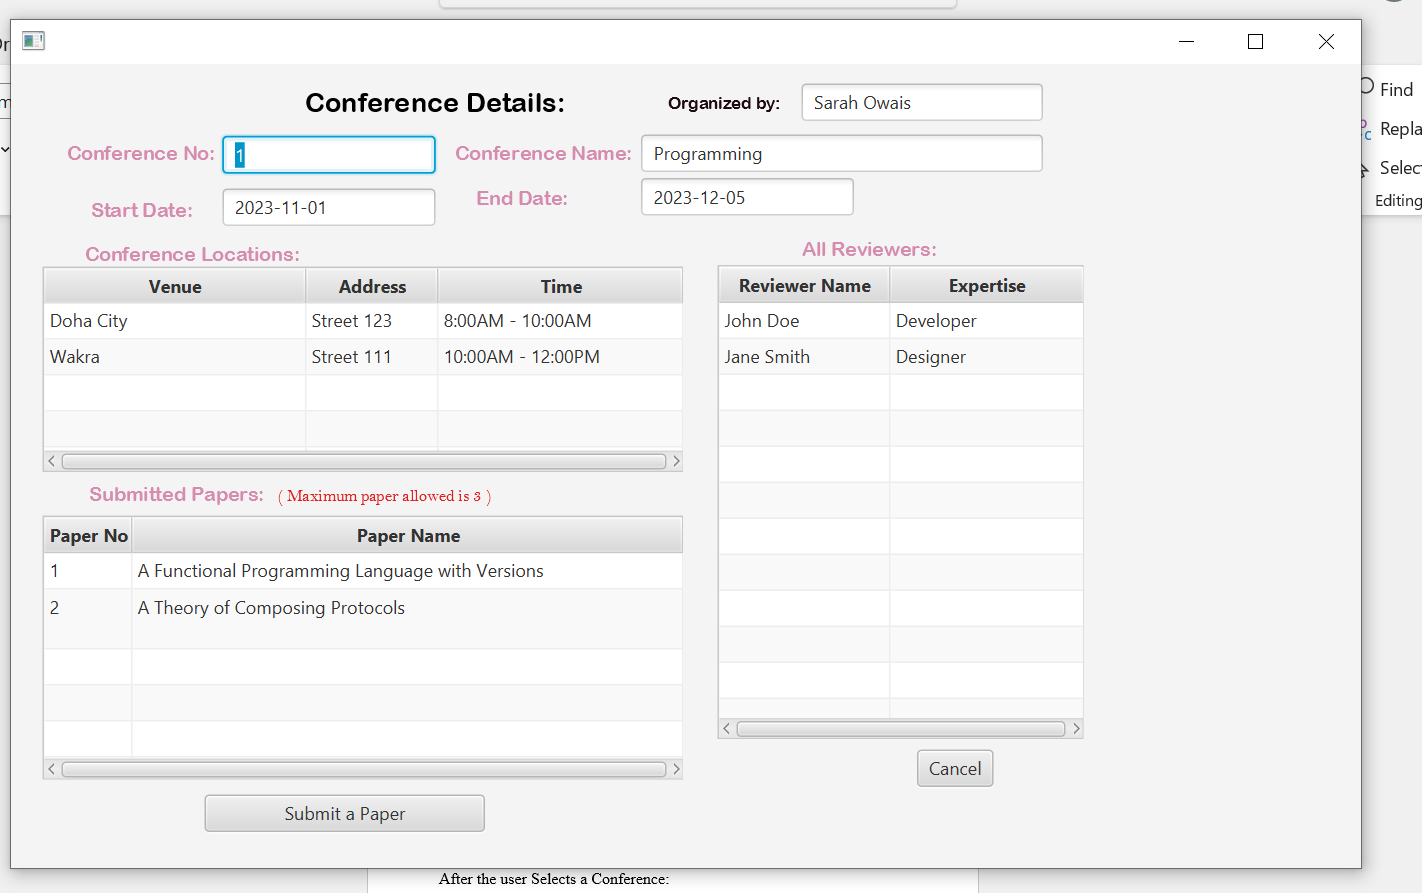 Conference Details:
Organized by: Sarah Owais
Conference No: 1 Conference Name: Programming
Start Date: 2023-11-01 End Date: 2023-12-05
Conference Locations:
Venue Address Time
Doha City Street 123 8:00AM - 10:00AM
Wakra Street 111 10:00AM - 12:00PM
All Reviewers:
Reviewer Name Expertise
John Doe Developer
Jane Smith Designer
Submitted Papers: ( Maximum paper allowed is 3 )
Paper No Paper Name
1 A Functional Programming Language with Versions
2 A Theory of Composing Protocols
Cancel
Submit a Paper
Find
Repla
Selec
Editing
After the user Selects a Conference: